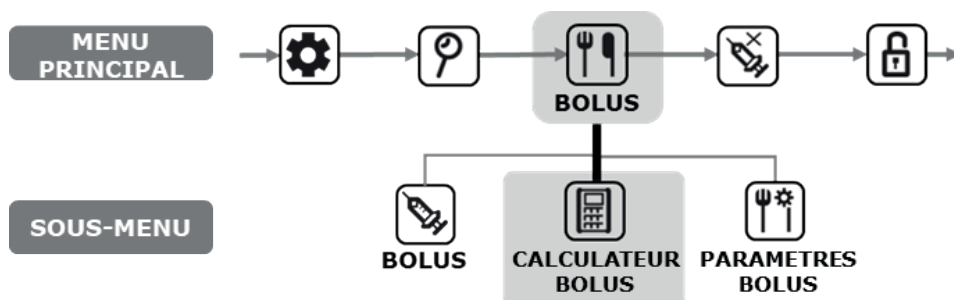 MENU
PRINCIPAL
BOLUS
SOUS-MENU
BOLUS
CALCULATEUR
BOLUS
PARAMETRES
BOLUS